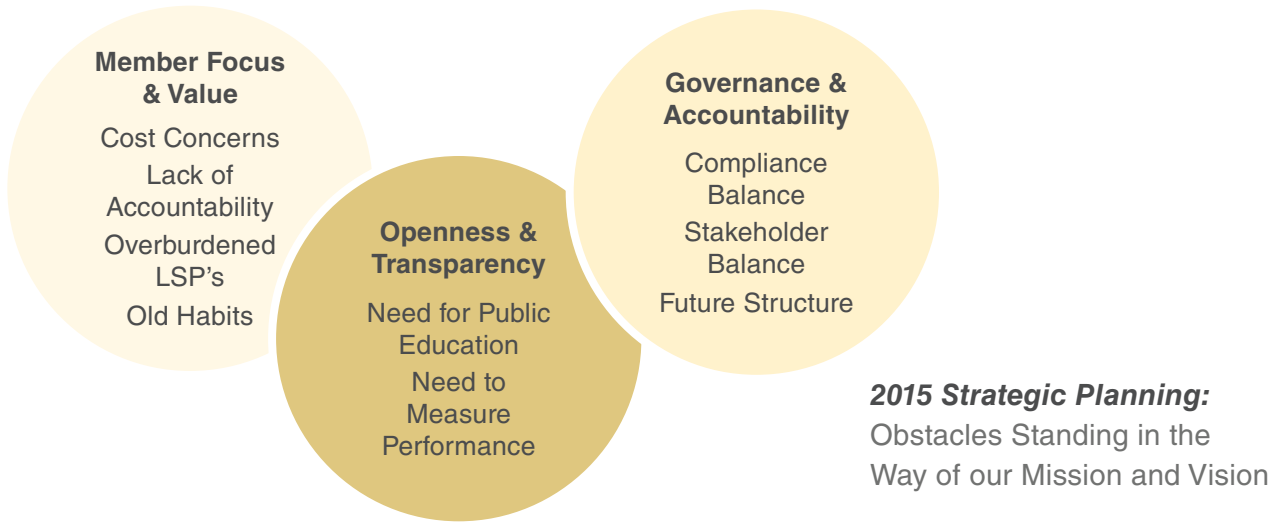 Member Focus
& Value
Cost Concerns
Lack of
Accountability
Overburdened
LSP's
Old Habits
Openness &
Transparency
Need for Public
Education
Need to
Measure
Performance
Governance &
Accountability
Compliance
Balance
Stakeholder
Balance
Future Structure
2015 Strategic Planning:
Obstacles Standing in the
Way of our Mission and Vision